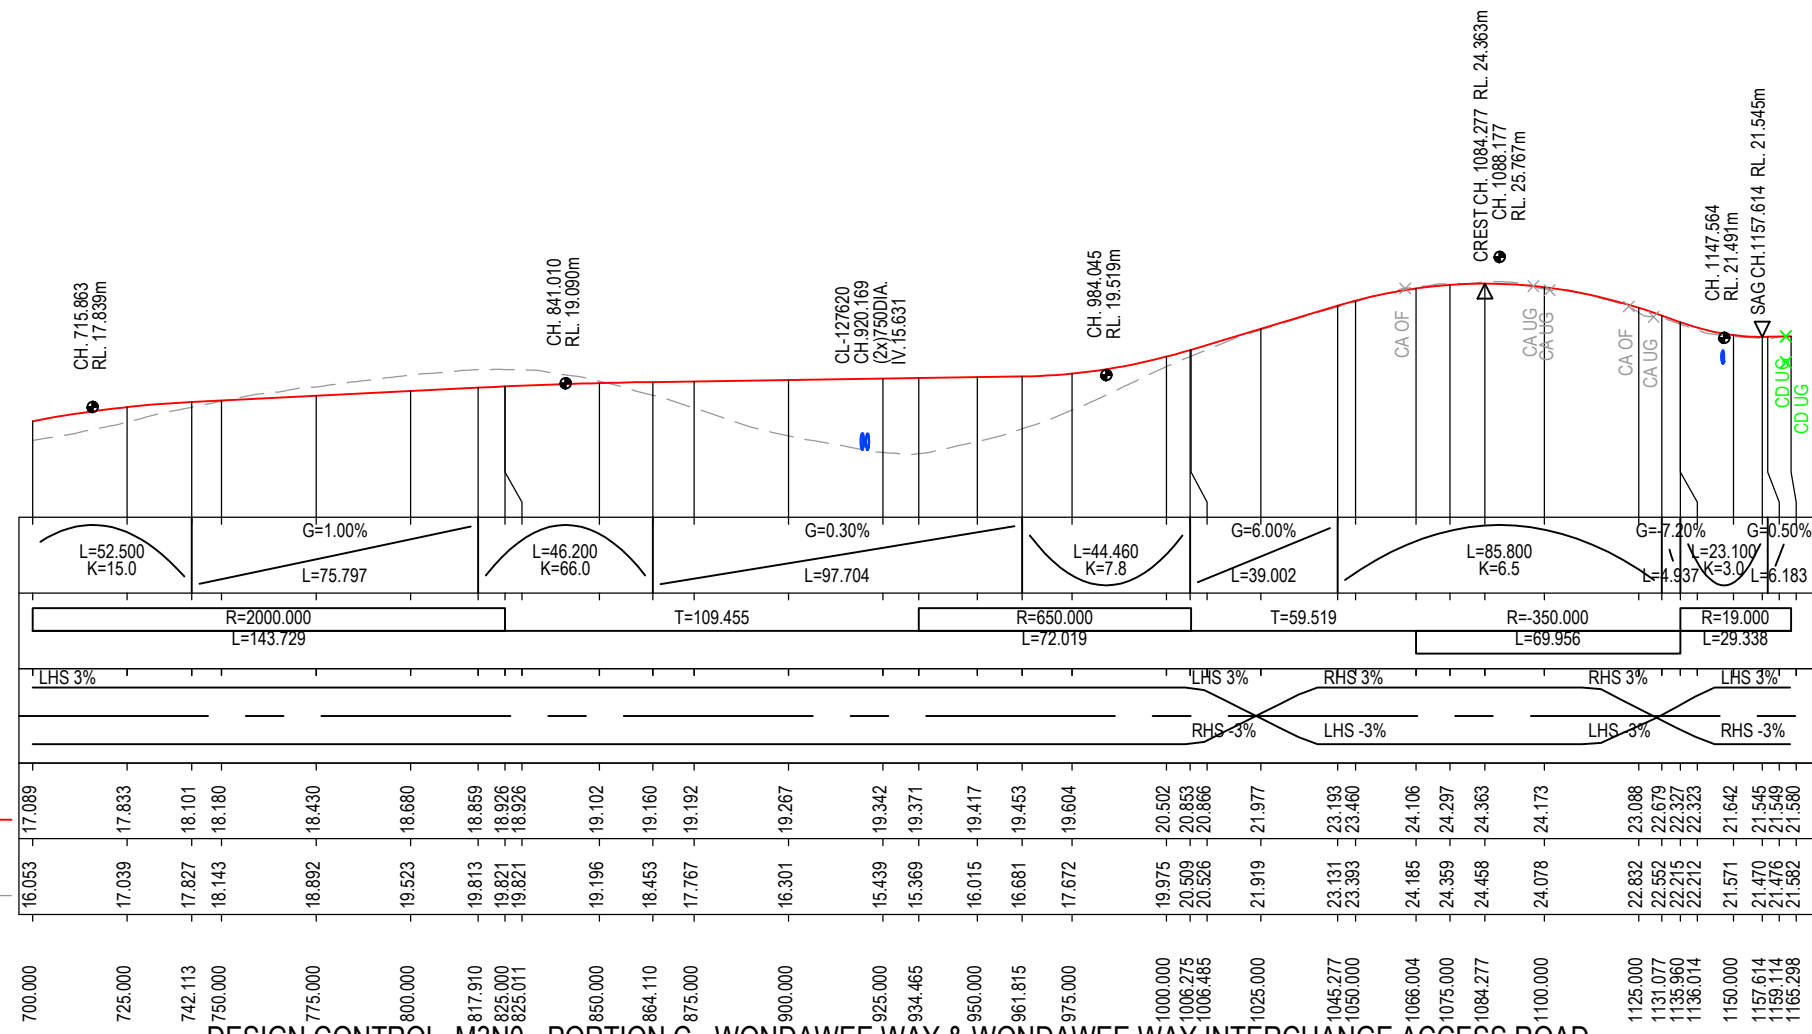 CH. 715.863
RL. 17.839m
CH. 841.010
RL. 19.090m
CL-127620
CH.920.169
(2x)750DIA.
IV.15.631
CH. 984.045
RL. 19.519m
CREST CH. 1084.277 RL. 24.363m
CH. 1088.177
RL. 25.767m
CH. 1147.564
RL. 21.491m
SAG CH.1157.614 RL. 21.545m
CA OF
CA UG
CA UG
CA OF
CA UG
CD UG
CD UG
L=52.500
K=15.0
G=1.00%
L=75.797
L=46.200
K=66.0
G=0.30%
L=97.704
L=44.460
K=7.8
G=6.00%
L=39.002
L=85.800
K=6.5
G=-7.20%
L=4.937
L=23.100
K=3.0
G=0.50%
L=6.183
R=2000.000
L=143.729
T=109.455
R=650.000
L=72.019
T=59.519
R=-350.000
L=69.956
R=19.000
L=29.338
LHS 3%
LHS 3%
RHS 3%
RHS 3%
LHS 3%
RHS -3%
LHS -3%
LHS -3%
RHS -3%
17.089
17.833
18.101
18.180
18.430
18.680
18.859
18.926
18.926
19.102
19.160
19.192
19.267
19.342
19.371
19.417
19.453
19.604
20.502
20.853
20.866
21.977
23.193
23.460
24.106
24.297
24.363
24.173
23.088
22.679
22.327
22.323
21.642
21.545
21.549
21.580
16.053
17.039
17.827
18.143
18.892
19.523
19.813
19.821
19.821
19.196
18.453
17.767
16.301
15.439
15.369
16.015
16.681
17.672
19.975
20.509
20.526
21.919
23.131
23.393
24.185
24.359
24.458
24.078
22.832
22.552
22.215
22.212
21.571
21.470
21.476
21.582
700.000
725.000
742.113
750.000
775.000
800.000
817.910
825.000
825.011
850.000
864.110
875.000
900.000
925.000
934.465
950.000
961.815
975.000
1000.000
1006.275
1006.485
1025.000
1045.277
1050.000
1066.004
1075.000
1084.277
1100.000
1125.000
1131.077
1135.960
1136.014
1150.000
1157.614
1159.114
1165.298